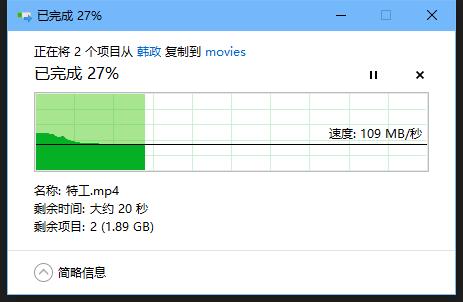 已完成 27%
正在将 2 个项目从 韩政 复制到 movies
已完成 27%
速度: 109 MB/秒
名称: 特工.mp4
剩余时间: 大约 20 秒
剩余项目: 2 (1.89 GB)
简略信息